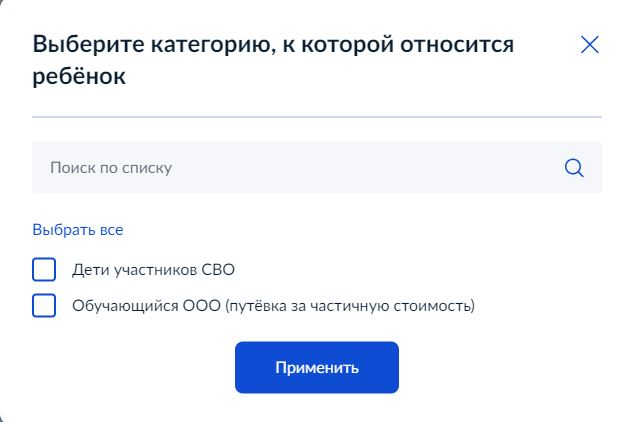 Выберите категорию, к которой относится
ребёнок
Поиск по списку
Выбрать все
Дети участников СВО
Обучающийся ООО (путёвка за частичную стоимость)
Применить